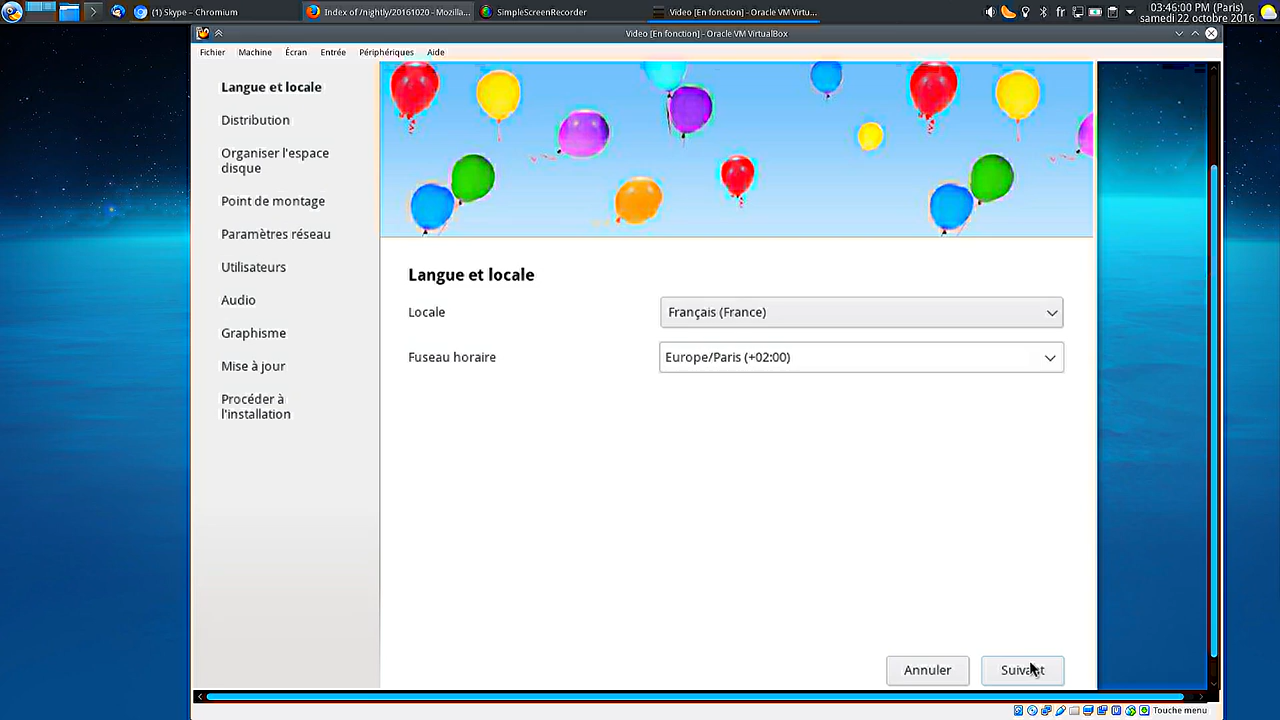 (1) Skype – Chromium
Index of /nightly/20161020 - Mozilla...
SimpleScreenRecorder
Video [En fonction] - Oracle VM Virtu...
fr
03:46:00 PM (Paris)
samedi 22 octobre 2016
Video [En fonction] - Oracle VM VirtualBox
Fichier Machine Écran Entrée Périphériques Aide
Langue et locale
Distribution
Organiser l'espace
disque
Point de montage
Paramètres réseau
Utilisateurs
Audio
Graphisme
Mise à jour
Procéder à
l'installation
Langue et locale
Locale Français (France)
Fuseau horaire Europe/Paris (+02:00)
Annuler Suivant
Touche menu